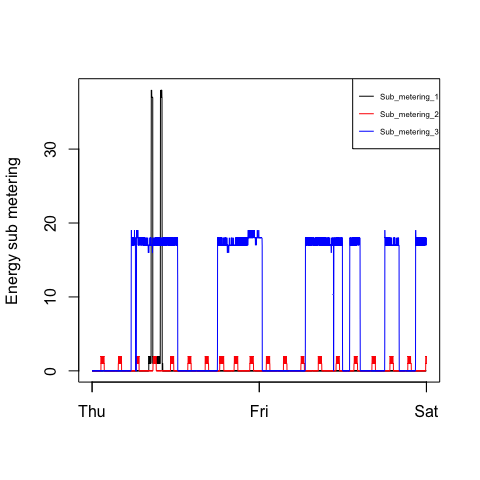 Sub_metering_1
Sub_metering_2
Sub_metering_3
Energy sub metering
30
20
10
0
Thu Fri Sat